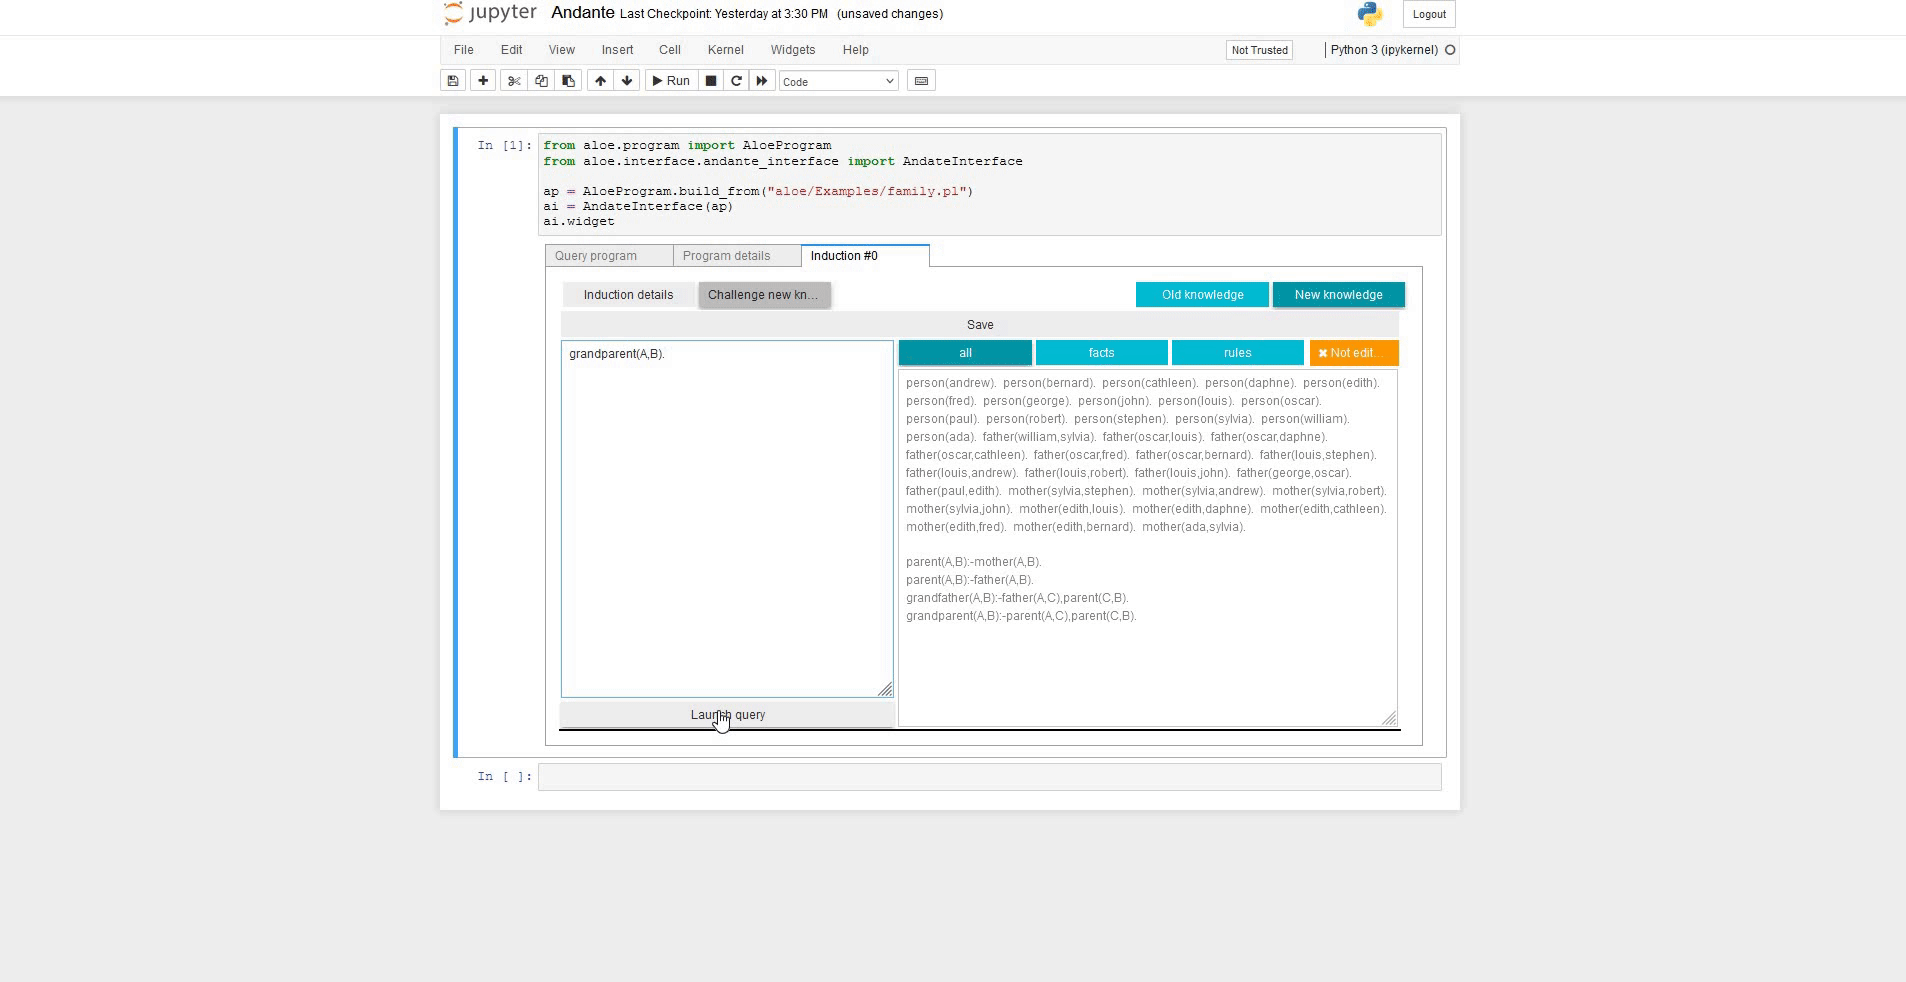 jupyter Andante Last Checkpoint: Yesterday at 3:30 PM (unsaved changes) Logout
File Edit View Insert Cell Kernel Widgets Help Not Trusted Python 3 (ipykernel)
Run Code
In [1]: from aloe.program import AloeProgram
from aloe.interface.andante_interface import AndateInterface
ap = AloeProgram.build_from("aloe/Examples/family.pl")
ai = AndateInterface(ap)
ai.widget
Query program Program details Induction #0
Induction details Challenge new kn... Old knowledge New knowledge
Save
grandparent(A,B).
all facts rules ✖ Not edit...
person(andrew). person(bernard). person(cathleen). person(daphne). person(edith).
person(fred). person(george). person(john). person(louis). person(oscar).
person(paul). person(robert). person(stephen). person(sylvia). person(william).
person(ada). father(william,sylvia). father(oscar,louis). father(oscar,daphne).
father(oscar,cathleen). father(oscar,fred). father(oscar,bernard). father(louis,stephen).
father(louis,andrew). father(louis,robert). father(louis,john). father(george,oscar).
father(paul,edith). mother(sylvia,stephen). mother(sylvia,andrew). mother(sylvia,robert).
mother(sylvia,john). mother(edith,louis). mother(edith,daphne). mother(edith,cathleen).
mother(edith,fred). mother(edith,bernard). mother(ada,sylvia).
parent(A,B):-mother(A,B).
parent(A,B):-father(A,B).
grandfather(A,B):-father(A,C),parent(C,B).
grandparent(A,B):-parent(A,C),parent(C,B).
Launch query
In [ ]: